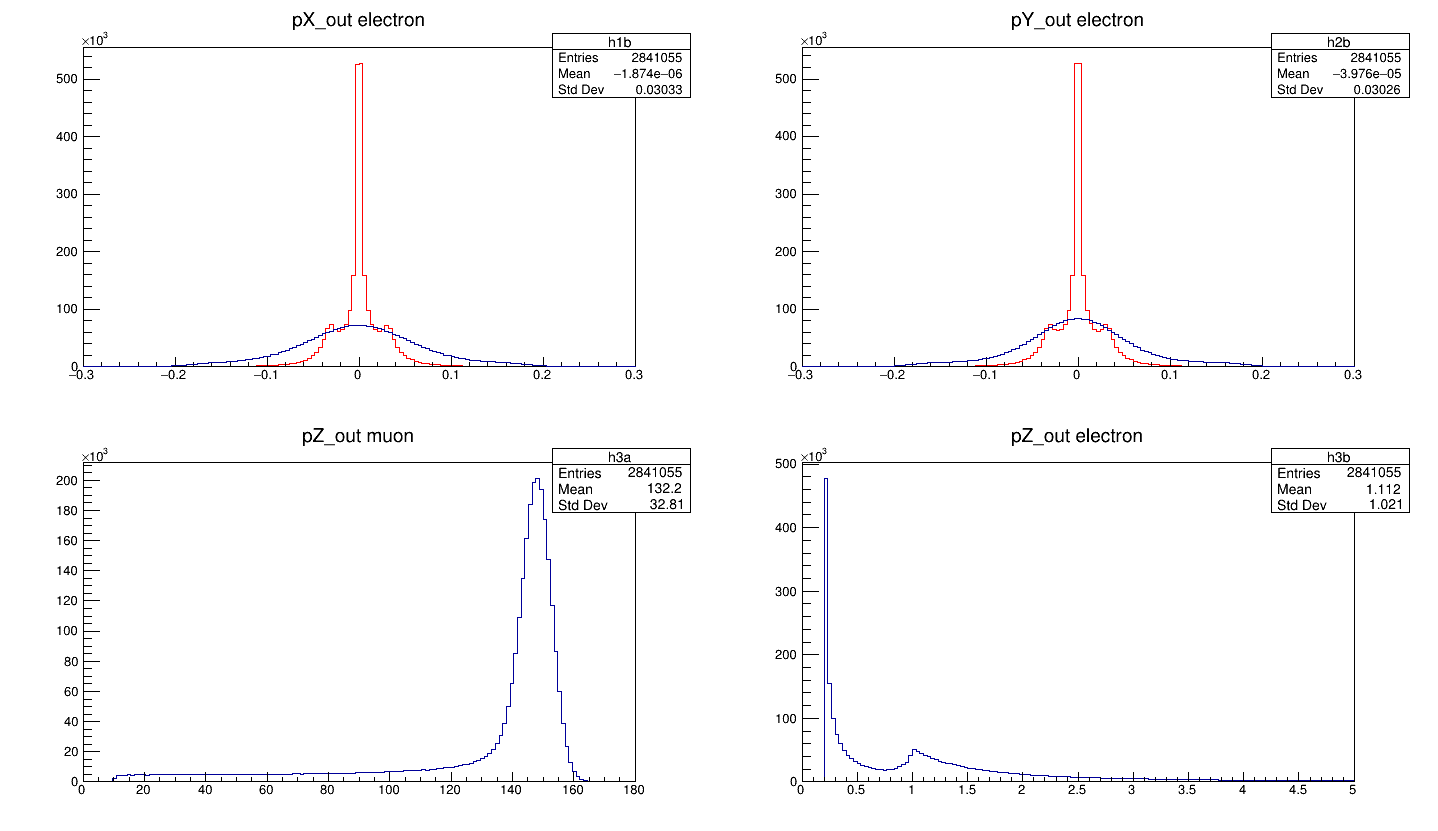 pX_out electron
×10³
h1b
Entries 2841055
Mean −1.874e−06
Std Dev 0.03033
500
400
300
200
100
0
−0.3 −0.2 −0.1 0 0.1 0.2 0.3
pY_out electron
×10³
h2b
Entries 2841055
Mean −3.976e−05
Std Dev 0.03026
500
400
300
200
100
0
−0.3 −0.2 −0.1 0 0.1 0.2 0.3
pZ_out muon
×10³
h3a
Entries 2841055
Mean 132.2
Std Dev 32.81
200
180
160
140
120
100
80
60
40
20
0
0 20 40 60 80 100 120 140 160 180
pZ_out electron
×10³
h3b
Entries 2841055
Mean 1.112
Std Dev 1.021
500
400
300
200
100
0
0 0.5 1 1.5 2 2.5 3 3.5 4 4.5 5